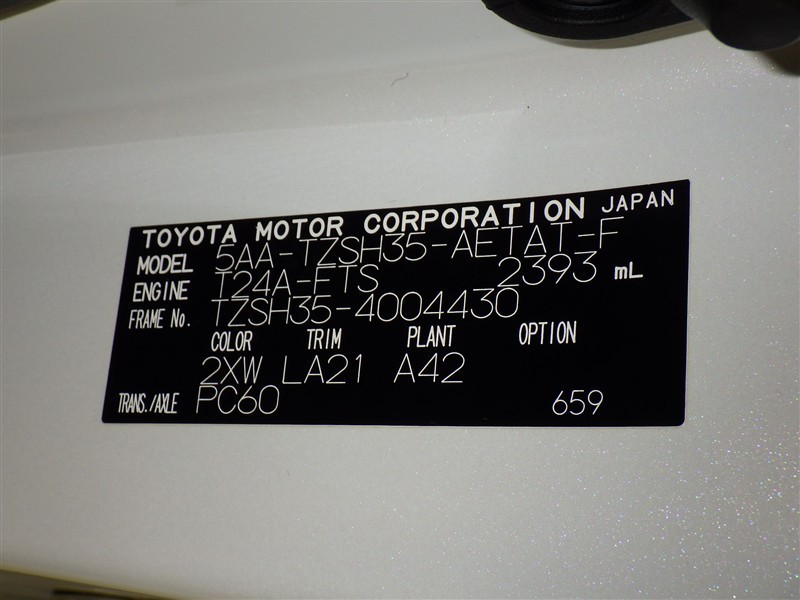 TOYOTA MOTOR CORPORATION JAPAN
MODEL 5AA-TZSH35-AETAT-F
ENGINE T24A-FTS 2393 mL
FRAME No. TZSH35-4004430
COLOR TRIM PLANT OPTION
2XW LA21 A42
TRANS./AXLE PC60 659